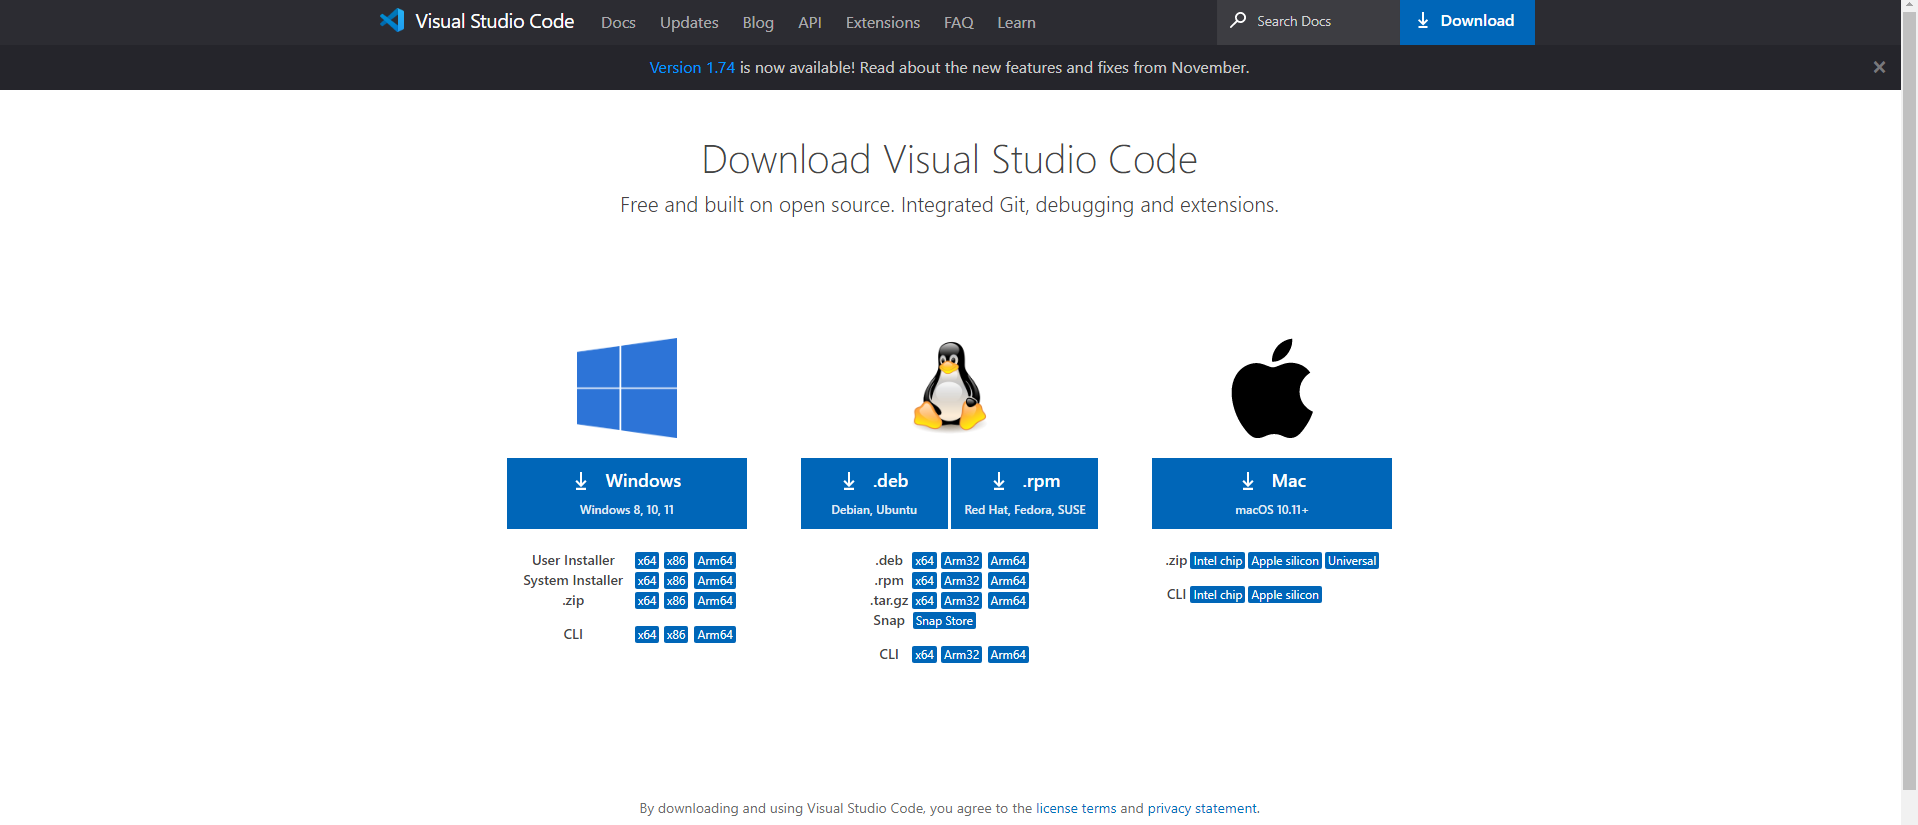 Visual Studio Code Docs Updates Blog API Extensions FAQ Learn Search Docs Download
Version 1.74 is now available! Read about the new features and fixes from November.
Download Visual Studio Code
Free and built on open source. Integrated Git, debugging and extensions.
Windows
Windows 8, 10, 11
User Installer x64 x86 Arm64
System Installer x64 x86 Arm64
.zip x64 x86 Arm64
CLI x64 x86 Arm64
.deb
Debian, Ubuntu
.rpm
Red Hat, Fedora, SUSE
.deb x64 Arm32 Arm64
.rpm x64 Arm32 Arm64
.tar.gz x64 Arm32 Arm64
Snap Snap Store
CLI x64 Arm32 Arm64
Mac
macOS 10.11+
.zip Intel chip Apple silicon Universal
CLI Intel chip Apple silicon
By downloading and using Visual Studio Code, you agree to the license terms and privacy statement.